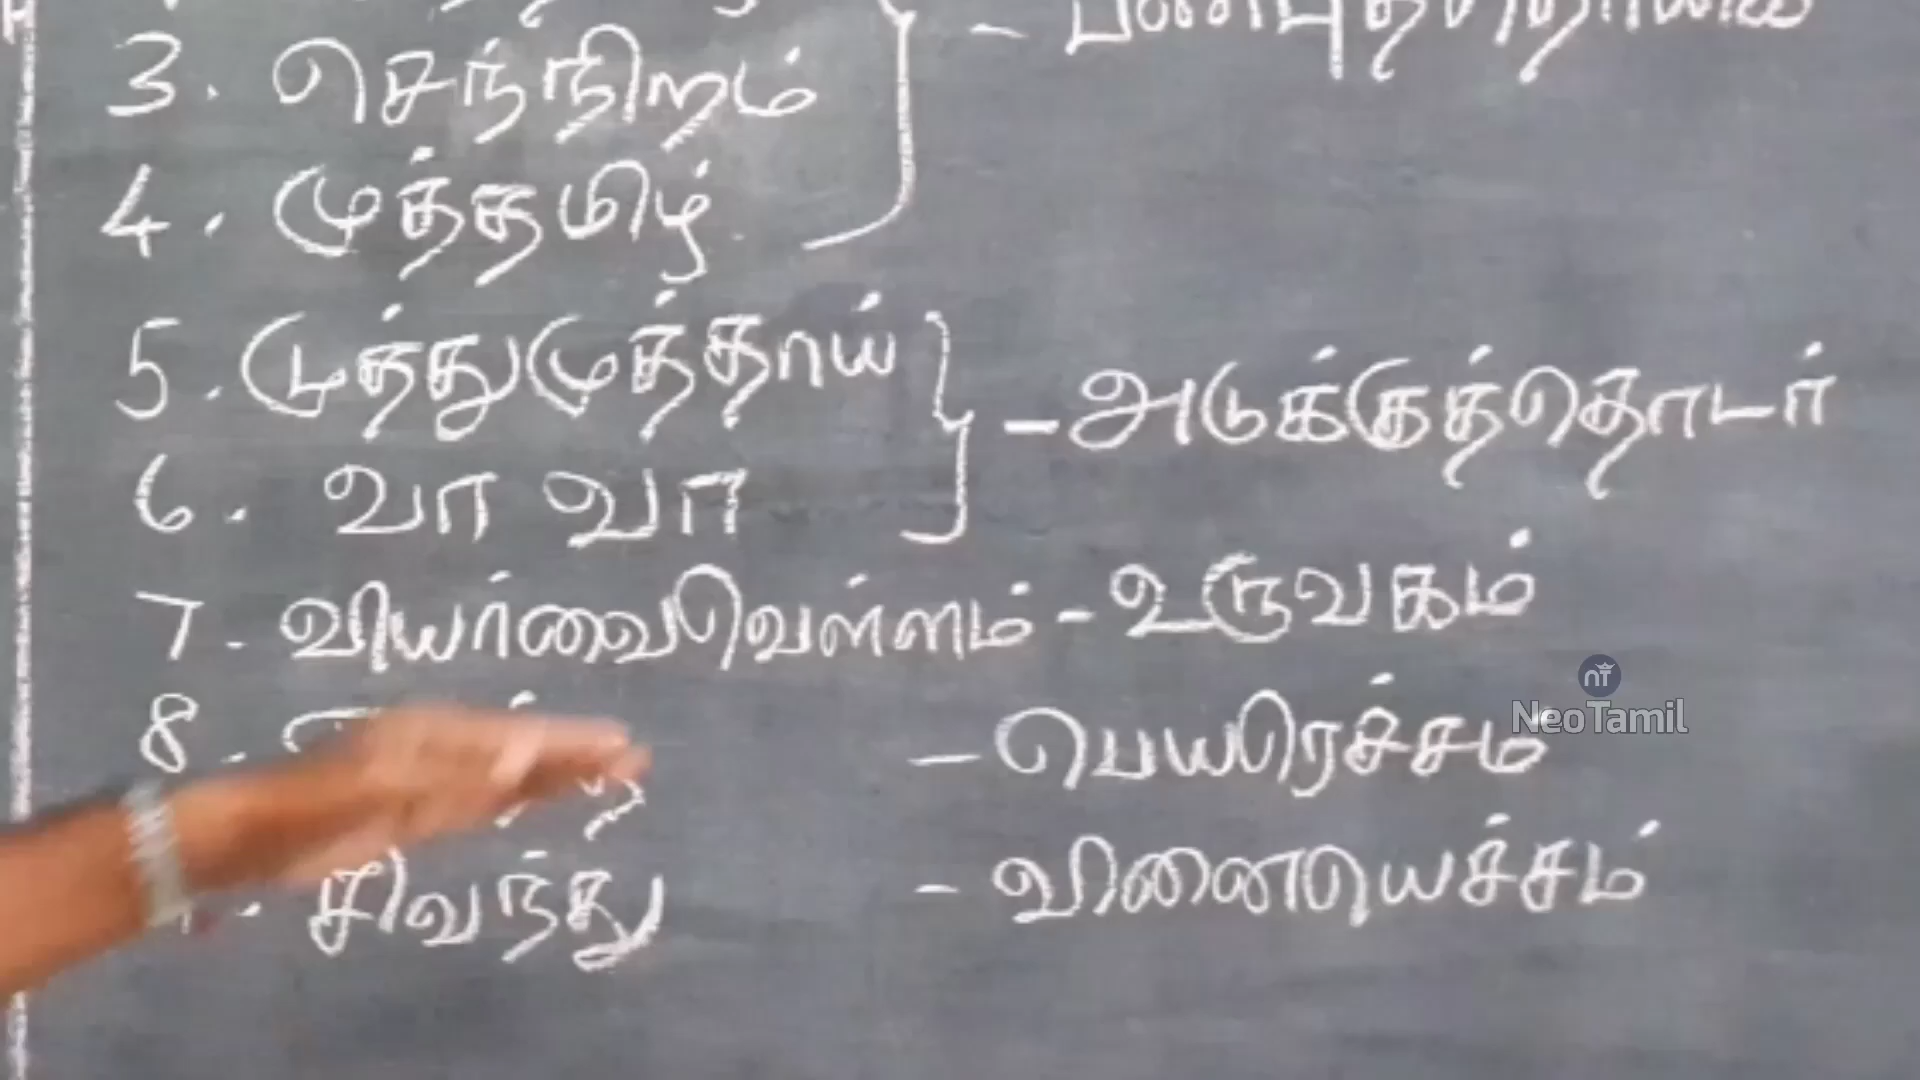 3. செந்நிறம்
4. முத்தமிழ்
5. முத்துமுத்தாய் - அடுக்குத்தொடர்
6. வா வா
7. வியர்வைவெள்ளம் - உருவகம்
8. - பெயரெச்சம்
சிவந்து - வினையெச்சம்
NeoTamil